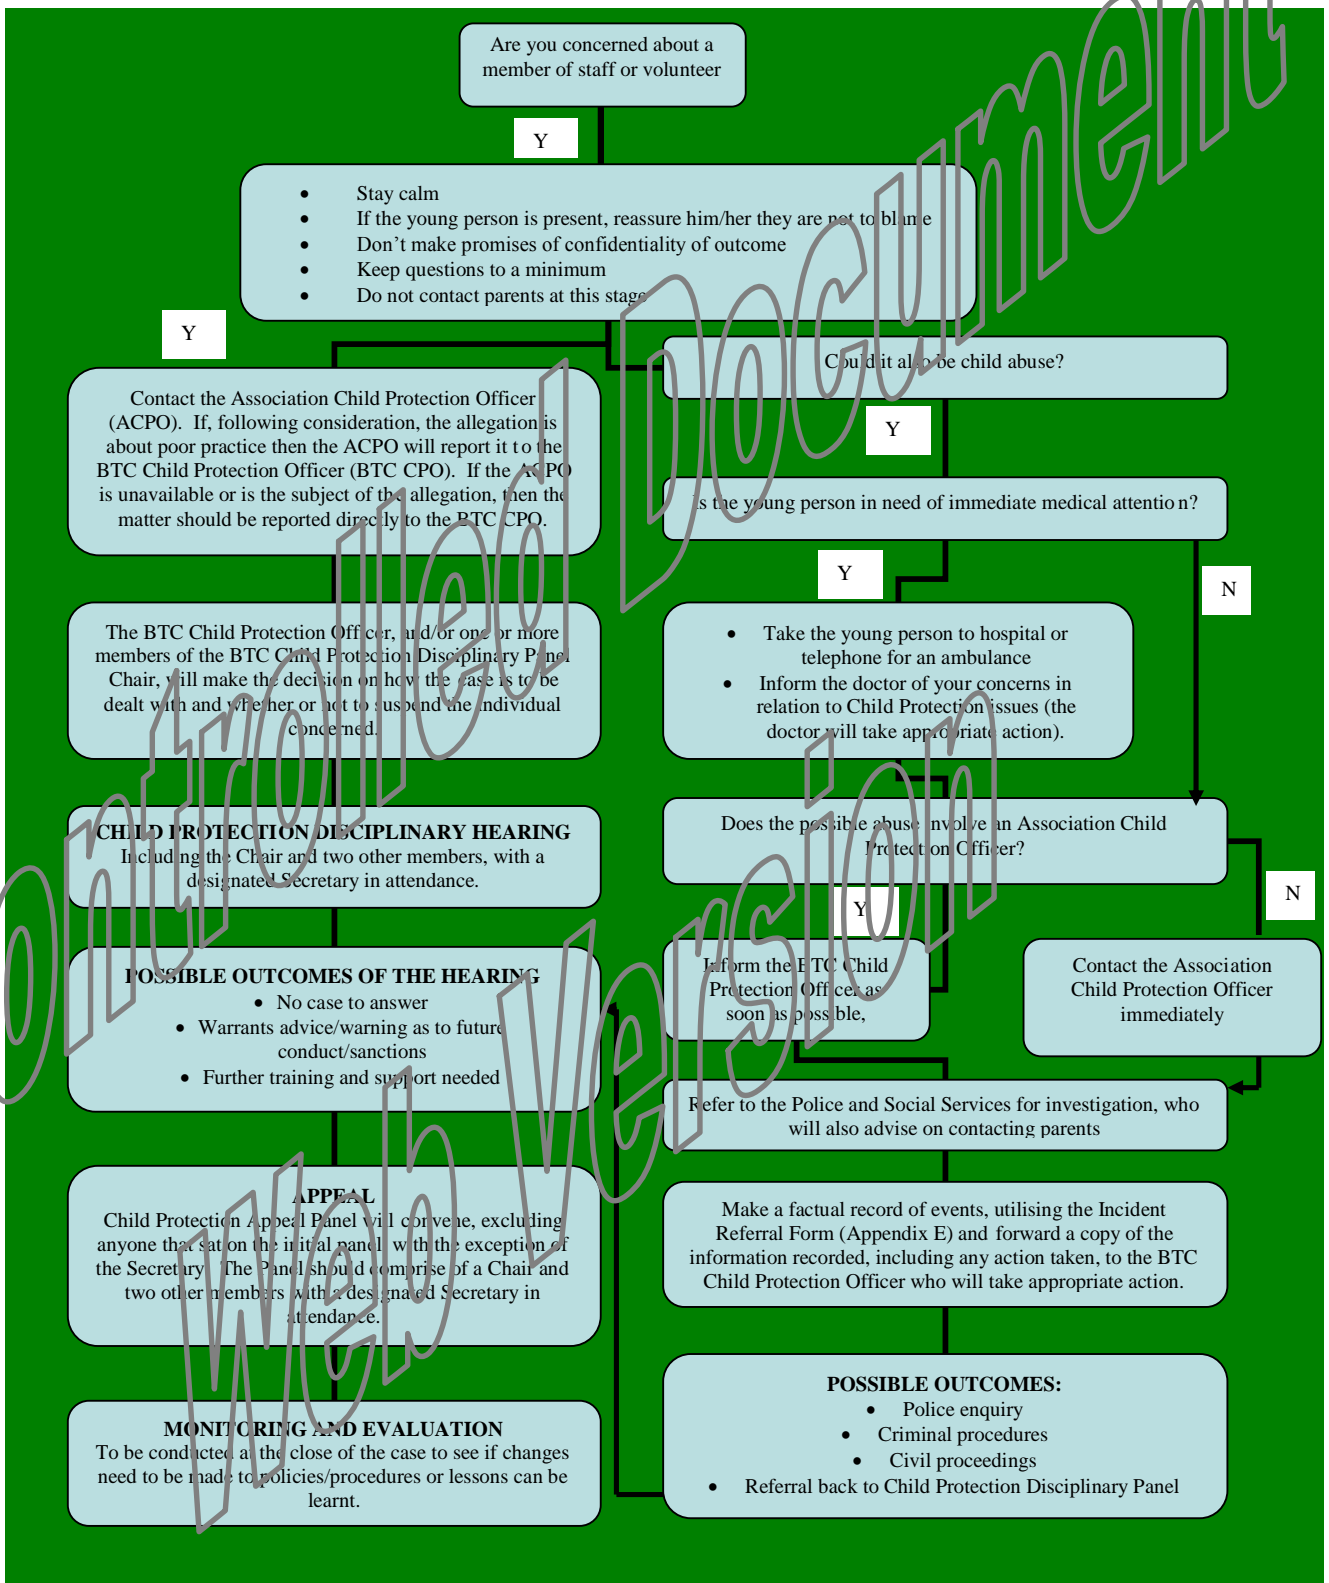 Are you concerned about a
member of staff or volunteer
Y
• Stay calm
• If the young person is present, reassure him/her they are not to blame
• Don't make promises of confidentiality of outcome
• Keep questions to a minimum
• Do not contact parents at this stage
Y
Contact the Association Child Protection Officer
(ACPO). If, following consideration, the allegation is
about poor practice then the ACPO will report it to the
BTC Child Protection Officer (BTC CPO). If the ACPO
is unavailable or is the subject of the allegation, then the
matter should be reported directly to the BTC CPO.
The BTC Child Protection Officer, and/or one or more
members of the BTC Child Protection Disciplinary Panel
Chair, will make the decision on how the case is to be
dealt with and whether or not to suspend the individual
concerned.
CHILD PROTECTION DISCIPLINARY HEARING
Including the Chair and two other members, with a
designated Secretary in attendance.
POSSIBLE OUTCOMES OF THE HEARING
• No case to answer
• Warrants advice/warning as to future
conduct/sanctions
• Further training and support needed
APPEAL
Child Protection Appeal Panel will convene, excluding
anyone that sat on the initial panel, with the exception of
the Secretary. The Panel should comprise of a Chair and
two other members with a designated Secretary in
attendance.
MONITORING AND EVALUATION
To be conducted at the close of the case to see if changes
need to be made to policies/procedures or lessons can be
learnt.
Could it also be child abuse?
Y
Is the young person in need of immediate medical attention?
Y
N
• Take the young person to hospital or
telephone for an ambulance
• Inform the doctor of your concerns in
relation to Child Protection issues (the
doctor will take appropriate action).
Does the possible abuse involve an Association Child
Protection Officer?
Y
N
Inform the BTC Child
Protection Officer as
soon as possible,
Contact the Association
Child Protection Officer
immediately
Refer to the Police and Social Services for investigation, who
will also advise on contacting parents
Make a factual record of events, utilising the Incident
Referral Form (Appendix E) and forward a copy of the
information recorded, including any action taken, to the BTC
Child Protection Officer who will take appropriate action.
POSSIBLE OUTCOMES:
• Police enquiry
• Criminal procedures
• Civil proceedings
• Referral back to Child Protection Disciplinary Panel
ontrolled Document
Web Version